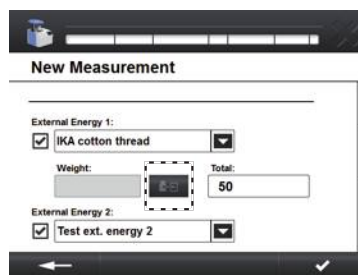 New Measurement
External Energy 1:
IKA cotton thread
Weight: Total:
50
External Energy 2:
Test ext. energy 2